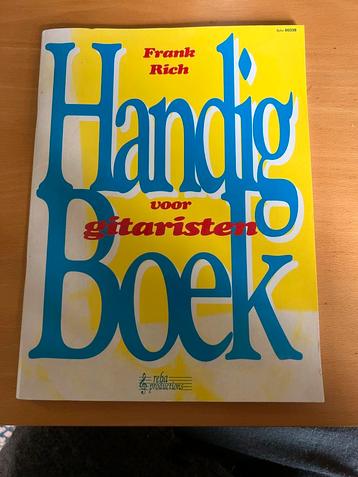 Frank
Rich
Handig
voor
gitaristen
Boek
reba
productions